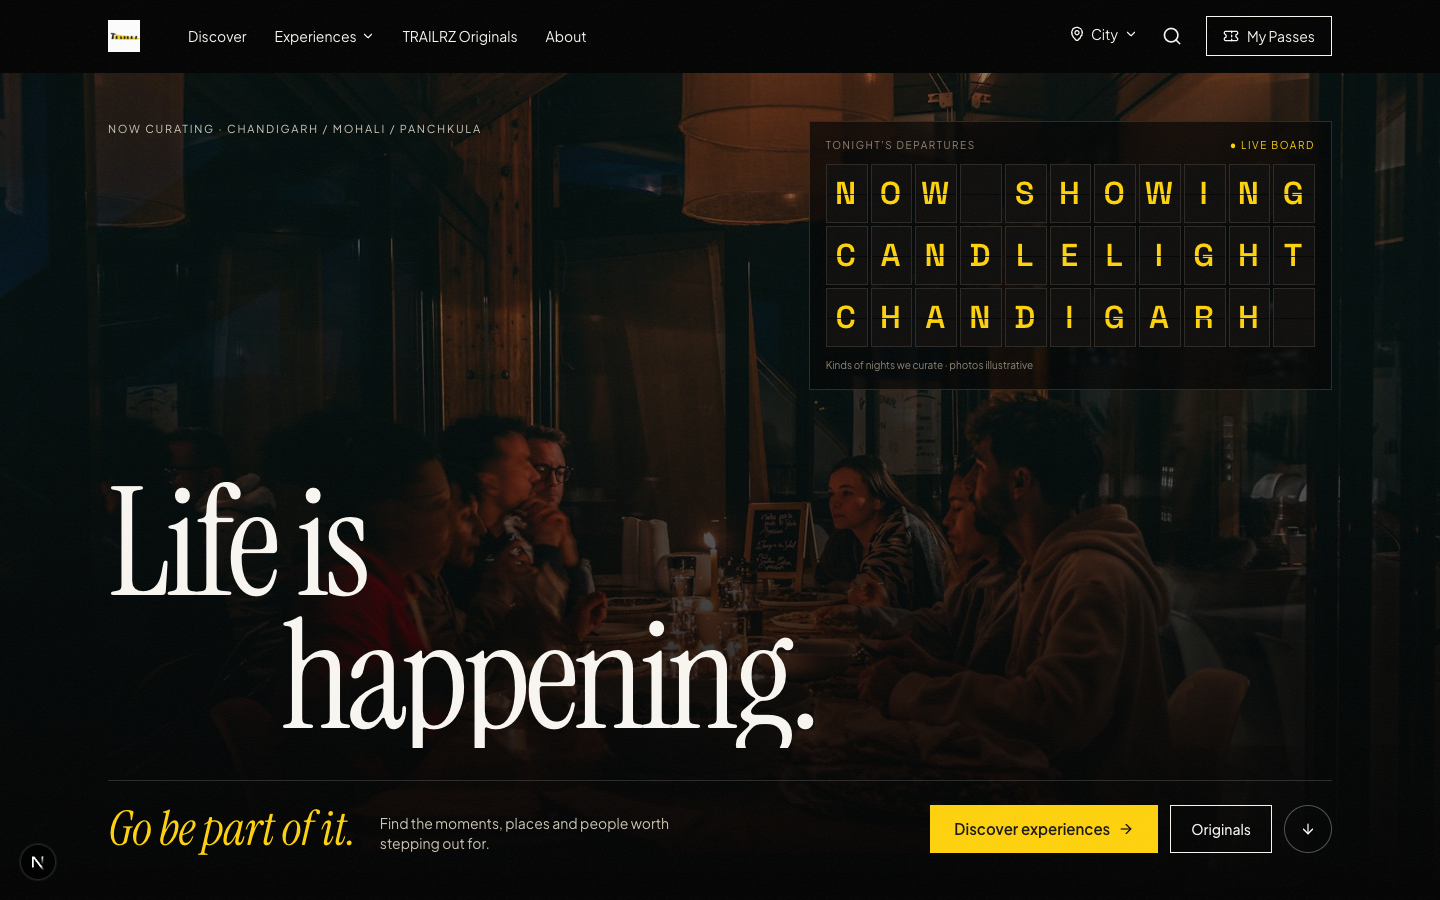 Discover
Experiences
TRAILRZ Originals
About
City
My Passes
NOW CURATING · CHANDIGARH / MOHALI / PANCHKULA
TONIGHT'S DEPARTURES
LIVE BOARD
NOW SHOWING
CANDLELIGHT
CHANDIGARH
Kinds of nights we curate · photos illustrative
Life is
happening.
Go be part of it.
Find the moments, places and people worth
stepping out for.
Discover experiences
Originals
N